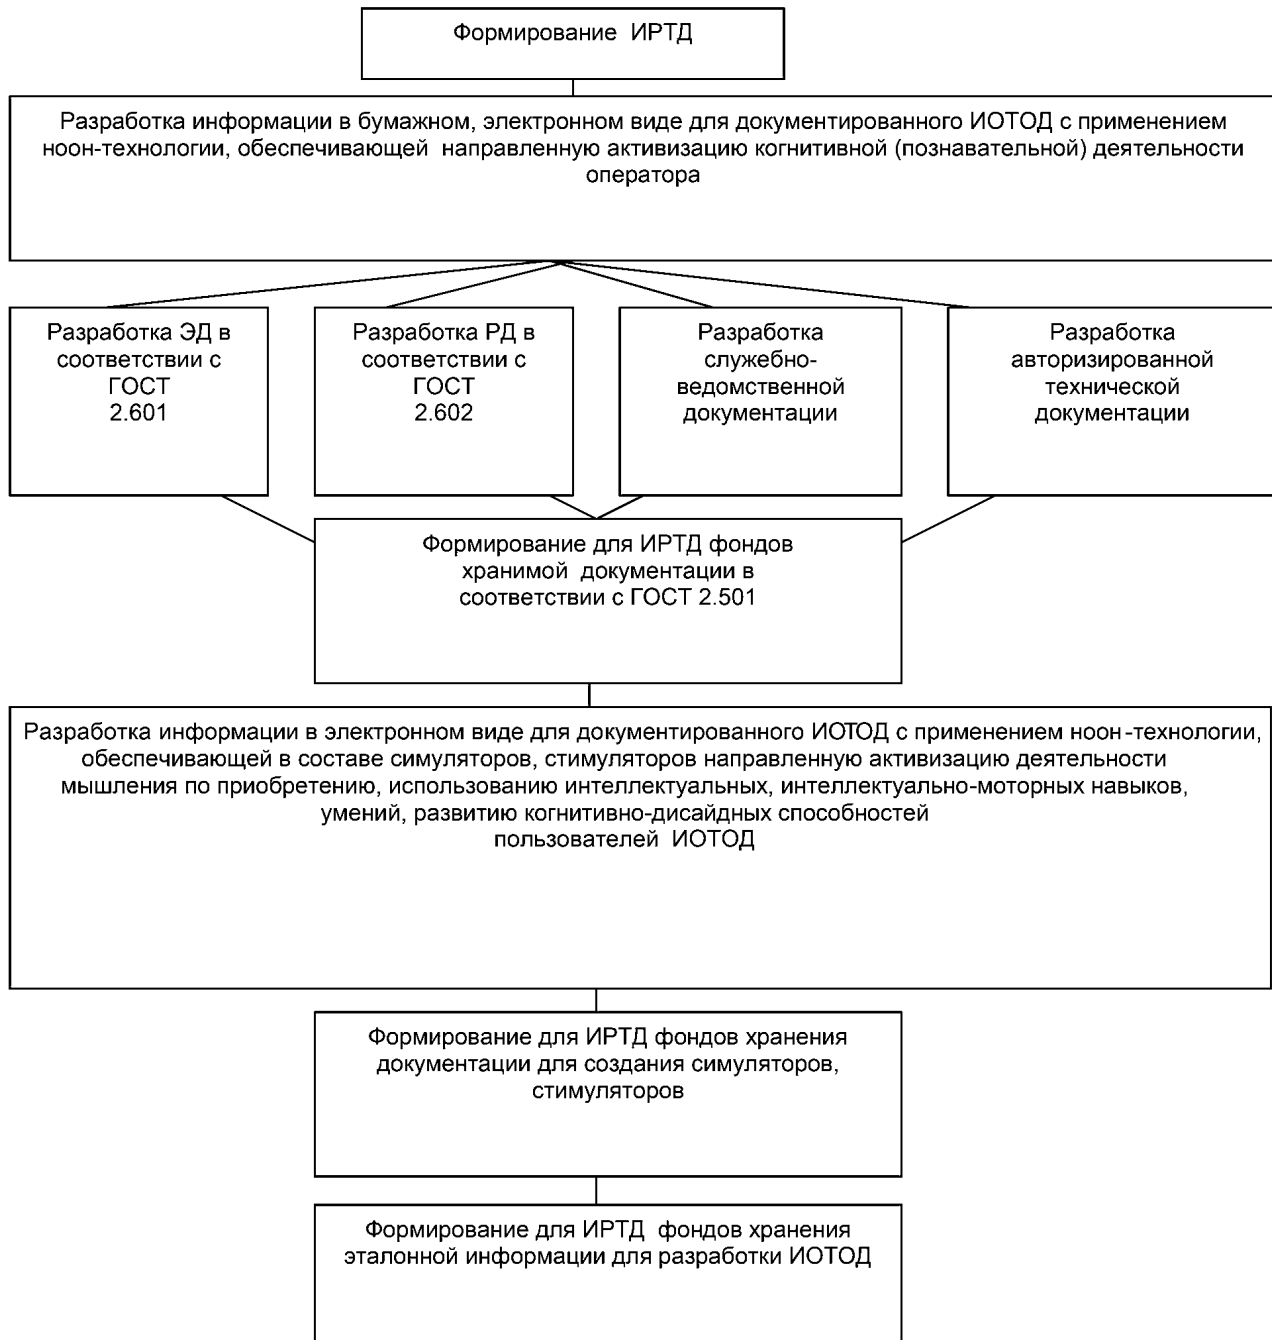 Формирование ИРТД
Разработка информации в бумажном, электронном виде для документированного ИОТОД с применением
ноон-технологии, обеспечивающей направленную активизацию когнитивной (познавательной) деятельности
оператора
Разработка ЭД в
соответствии с
ГОСТ
2.601
Разработка РД в
соответствии с
ГОСТ
2.602
Разработка
служебно-
ведомственной
документации
Разработка
авторизированной
технической
документации
Формирование для ИРТД фондов
хранимой документации в
соответствии с ГОСТ 2.501
Разработка информации в электронном виде для документированного ИОТОД с применением ноон-технологии,
обеспечивающей в составе симуляторов, стимуляторов направленную активизацию деятельности
мышления по приобретению, использованию интеллектуальных, интеллектуально-моторных навыков,
умений, развитию когнитивно-дисайдных способностей
пользователей ИОТОД
Формирование для ИРТД фондов хранения
документации для создания симуляторов,
стимуляторов
Формирование для ИРТД фондов хранения
эталонной информации для разработки ИОТОД